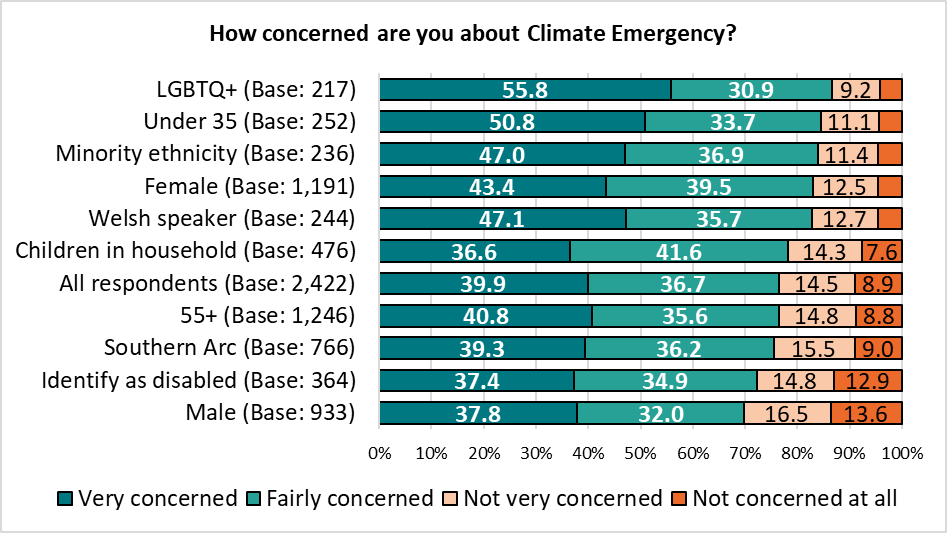 How concerned are you about Climate Emergency?
LGBTQ+ (Base: 217) 55.8 30.9 9.2
Under 35 (Base: 252) 50.8 33.7 11.1
Minority ethnicity (Base: 236) 47.0 36.9 11.4
Female (Base: 1,191) 43.4 39.5 12.5
Welsh speaker (Base: 244) 47.1 35.7 12.7
Children in household (Base: 476) 36.6 41.6 14.3 7.6
All respondents (Base: 2,422) 39.9 36.7 14.5 8.9
55+ (Base: 1,246) 40.8 35.6 14.8 8.8
Southern Arc (Base: 766) 39.3 36.2 15.5 9.0
Identify as disabled (Base: 364) 37.4 34.9 14.8 12.9
Male (Base: 933) 37.8 32.0 16.5 13.6
0% 10% 20% 30% 40% 50% 60% 70% 80% 90% 100%
Very concerned Fairly concerned Not very concerned Not concerned at all